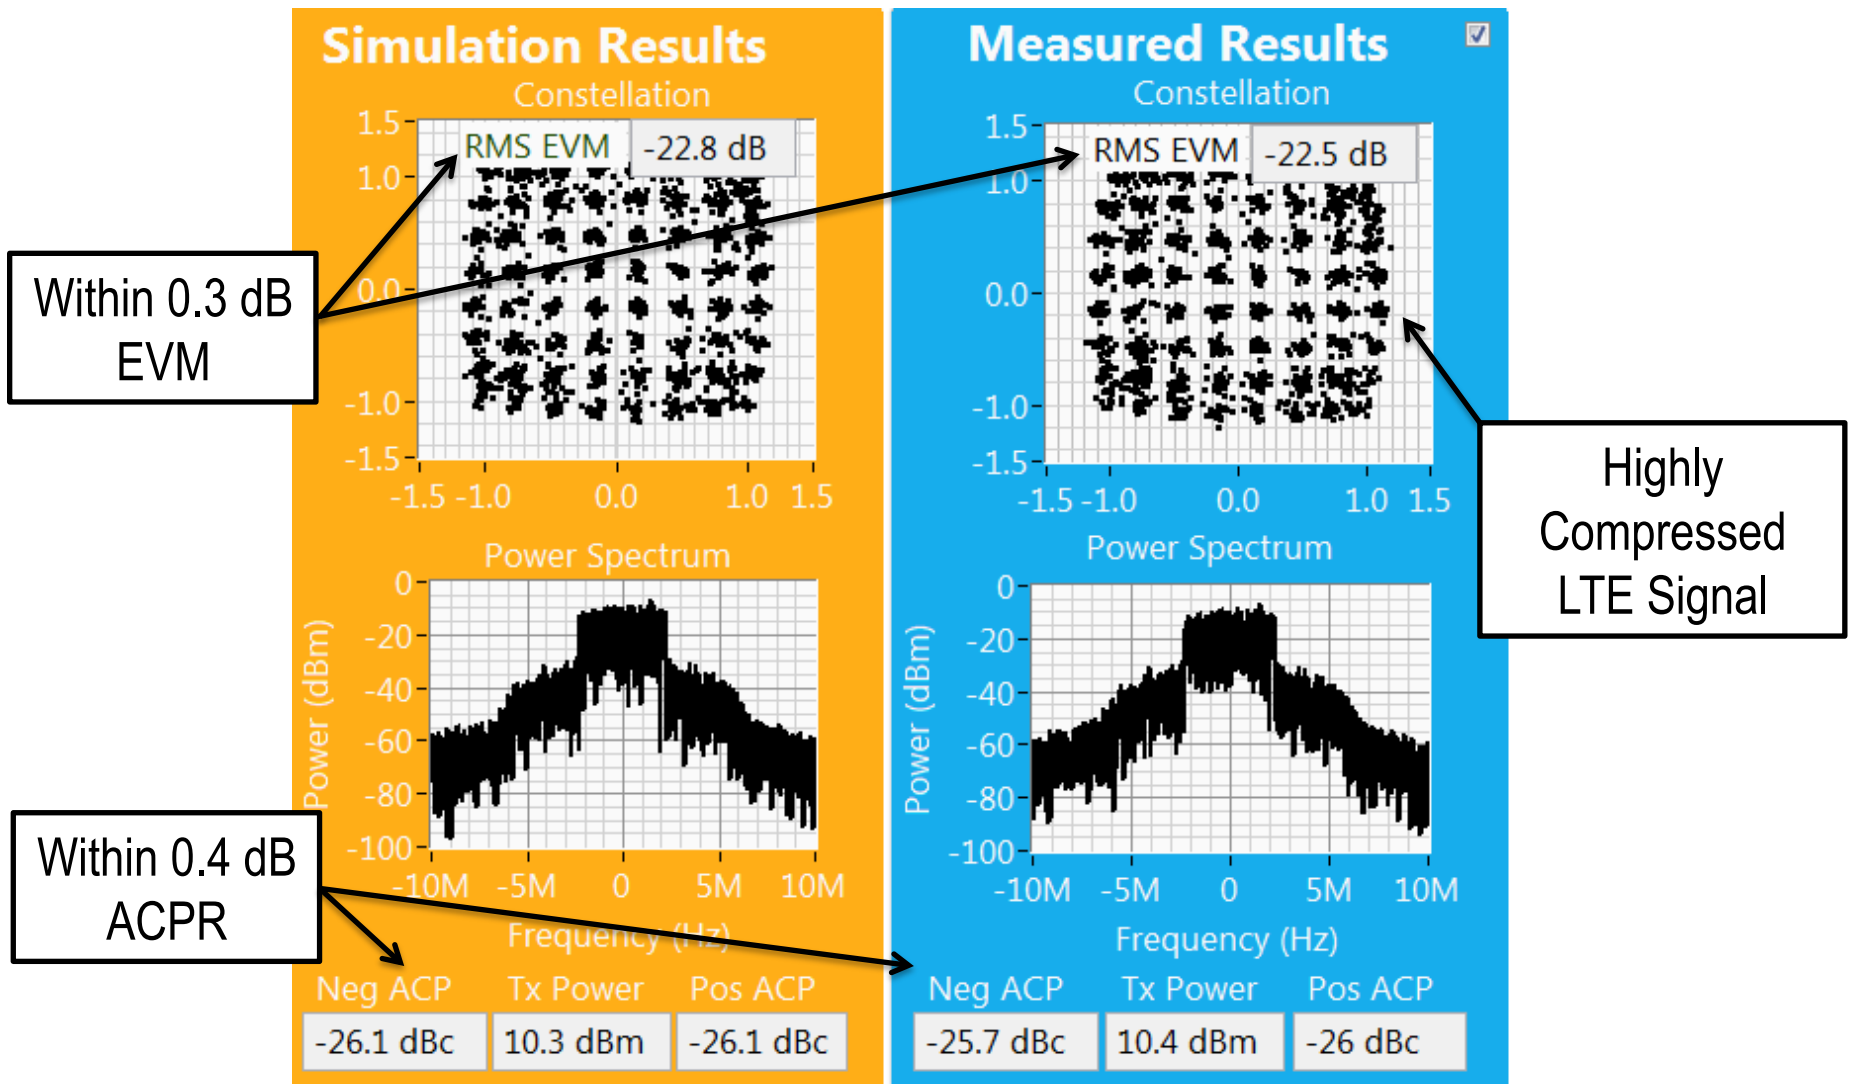 Simulation Results
Constellation
1.5
RMS EVM
-22.8 dB
1.0
0.0
-1.0
-1.5
-1.5 -1.0 0.0 1.0 1.5
Power Spectrum
0
-20
-40
-60
-80
-100
Power (dBm)
-10M -5M 0 5M 10M
Frequency (Hz)
Neg ACP Tx Power Pos ACP
-26.1 dBc 10.3 dBm -26.1 dBc
Measured Results
Constellation
1.5
RMS EVM
-22.5 dB
1.0
0.0
-1.0
-1.5
-1.5 -1.0 0.0 1.0 1.5
Power Spectrum
0
-20
-40
-60
-80
-100
Power (dBm)
-10M -5M 0 5M 10M
Frequency (Hz)
Neg ACP Tx Power Pos ACP
-25.7 dBc 10.4 dBm -26 dBc
Within 0.3 dB
EVM
Within 0.4 dB
ACPR
Highly
Compressed
LTE Signal